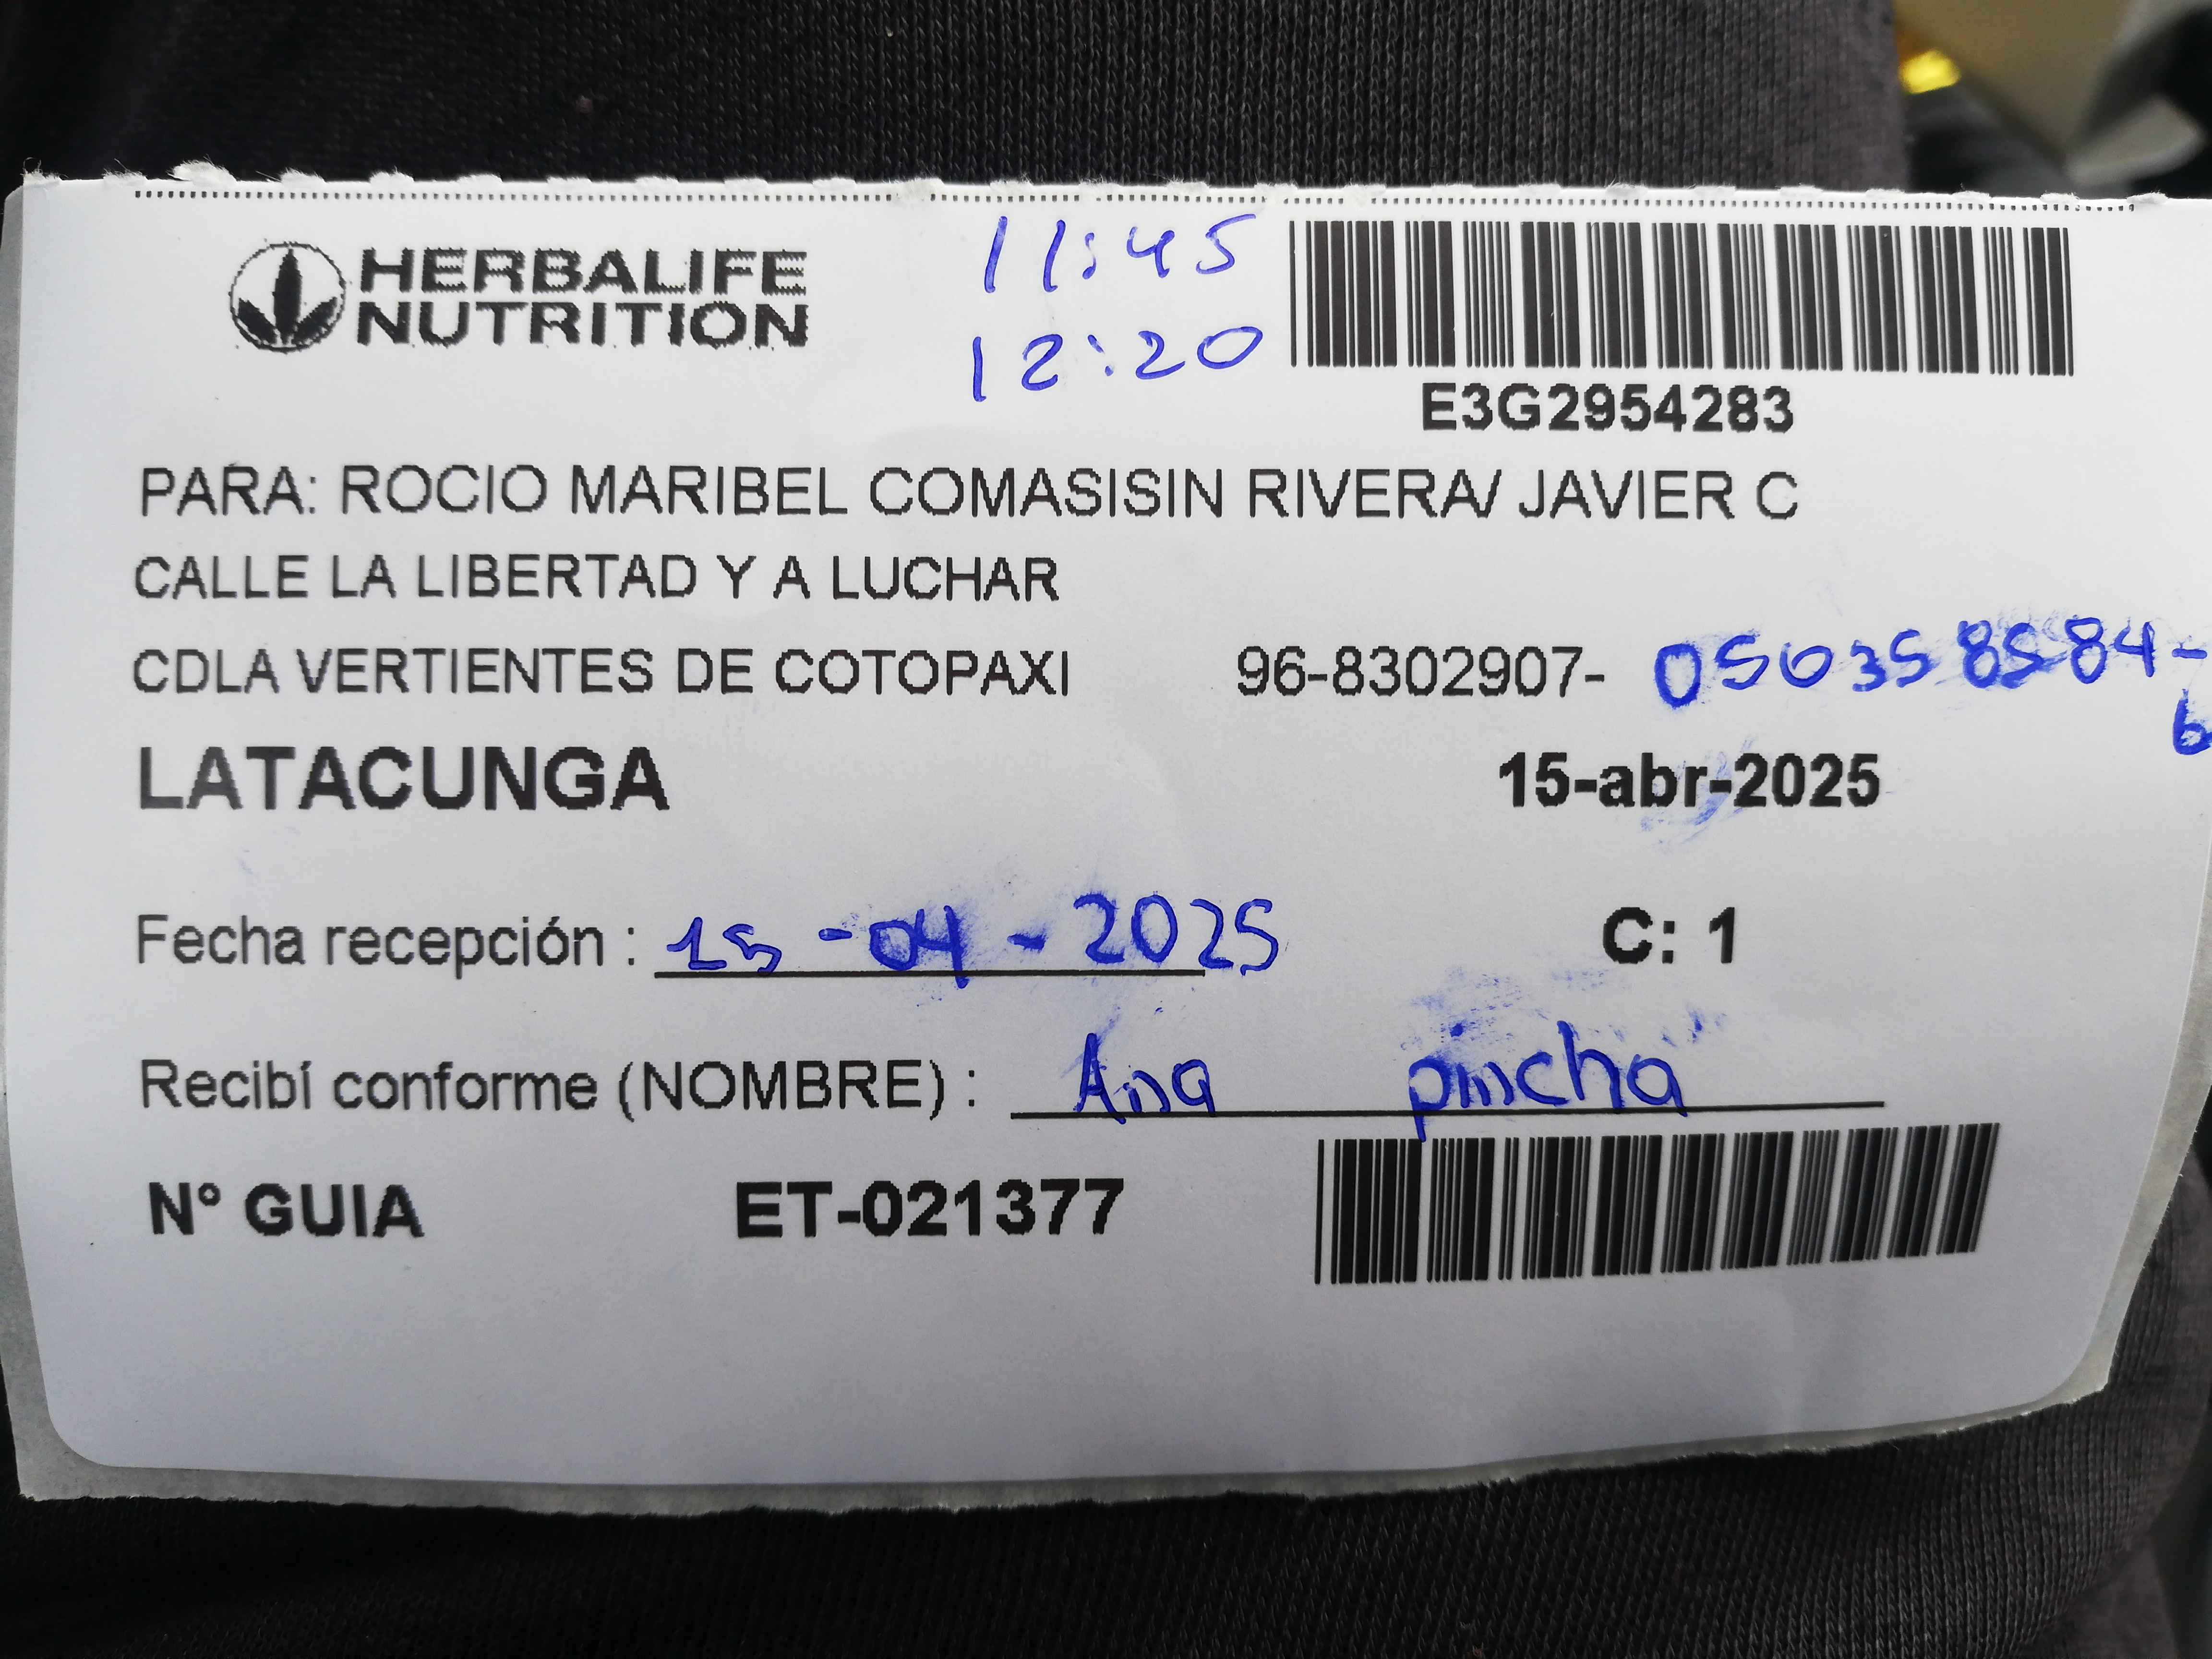 HERBALIFE
NUTRITION
11:45
12:20
E3G2954283
PARA: ROCIO MARIBEL COMASISIN RIVERA/ JAVIER C
CALLE LA LIBERTAD Y A LUCHAR
CDLA VERTIENTES DE COTOPAXI 96-8302907-
LATACUNGA 15-abr-2025
Fecha recepción : 15-04-2025 C: 1
Recibí conforme (NOMBRE) : Ana pincha
N° GUIA ET-021377